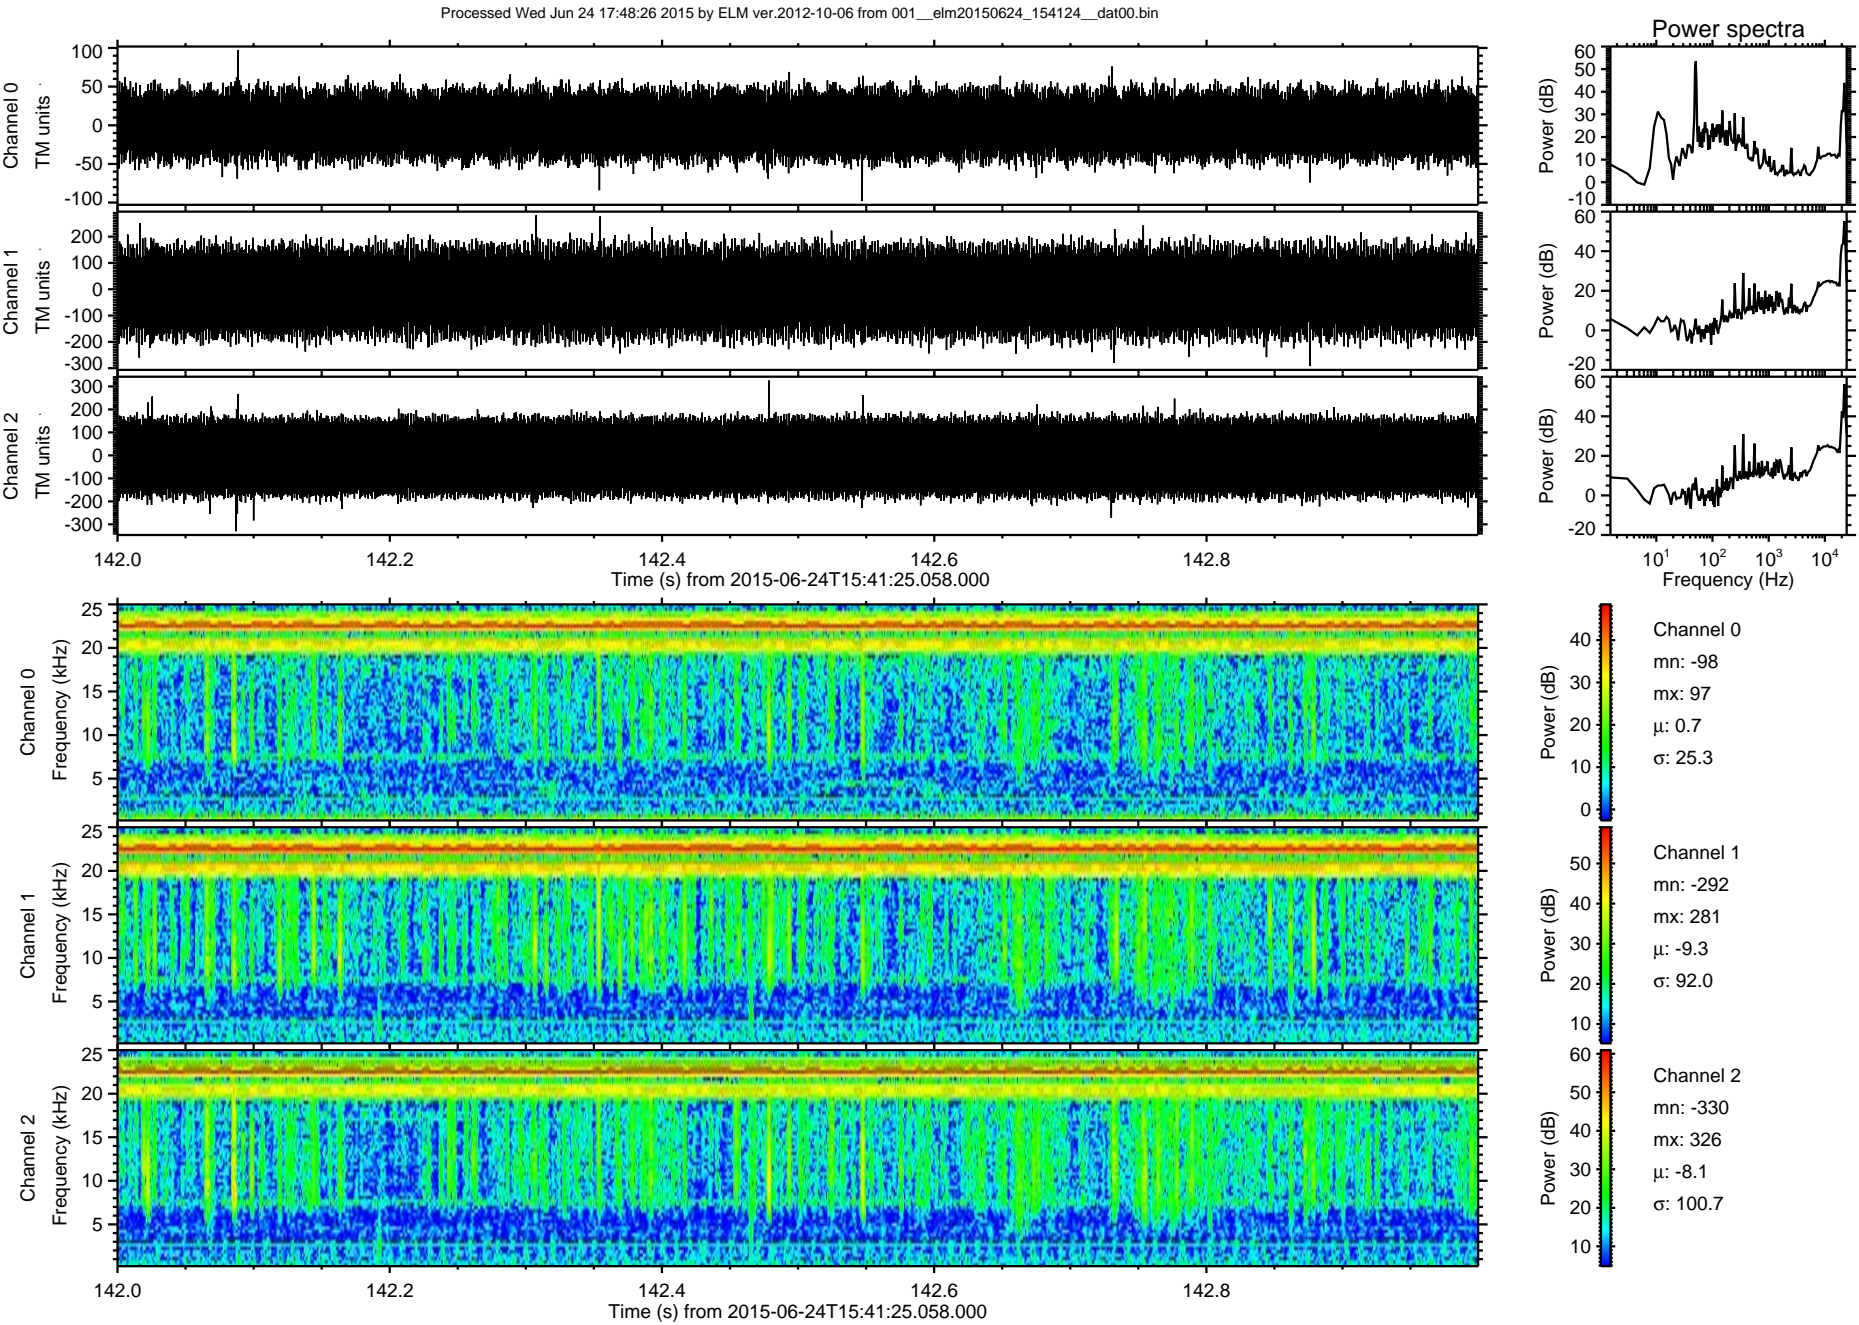 Processed Wed Jun 24 17:48:26 2015 by ELM ver.2012-10-06 from 001__elm20150624_154124__dat00.bin
Power spectra
Channel 0
TM units
100
50
0
-50
-100
Power (dB)
60
50
40
30
20
10
0
-10
Channel 1
TM units
200
100
0
-100
-200
-300
Power (dB)
60
40
20
0
-20
Channel 2
TM units
300
200
100
0
-100
-200
-300
Power (dB)
60
40
20
0
-20
142.0 142.2 142.4 142.6 142.8
Time (s) from 2015-06-24T15:41:25.058.000
10¹ 10² 10³ 10⁴
Frequency (Hz)
Channel 0
Frequency (kHz)
25
20
15
10
5
Power (dB)
40
30
20
10
0
Channel 0
mn: -98
mx: 97
μ: 0.7
σ: 25.3
Channel 1
Frequency (kHz)
25
20
15
10
5
Power (dB)
50
40
30
20
10
Channel 1
mn: -292
mx: 281
μ: -9.3
σ: 92.0
Channel 2
Frequency (kHz)
25
20
15
10
5
Power (dB)
60
50
40
30
20
10
Channel 2
mn: -330
mx: 326
μ: -8.1
σ: 100.7
142.0 142.2 142.4 142.6 142.8
Time (s) from 2015-06-24T15:41:25.058.000